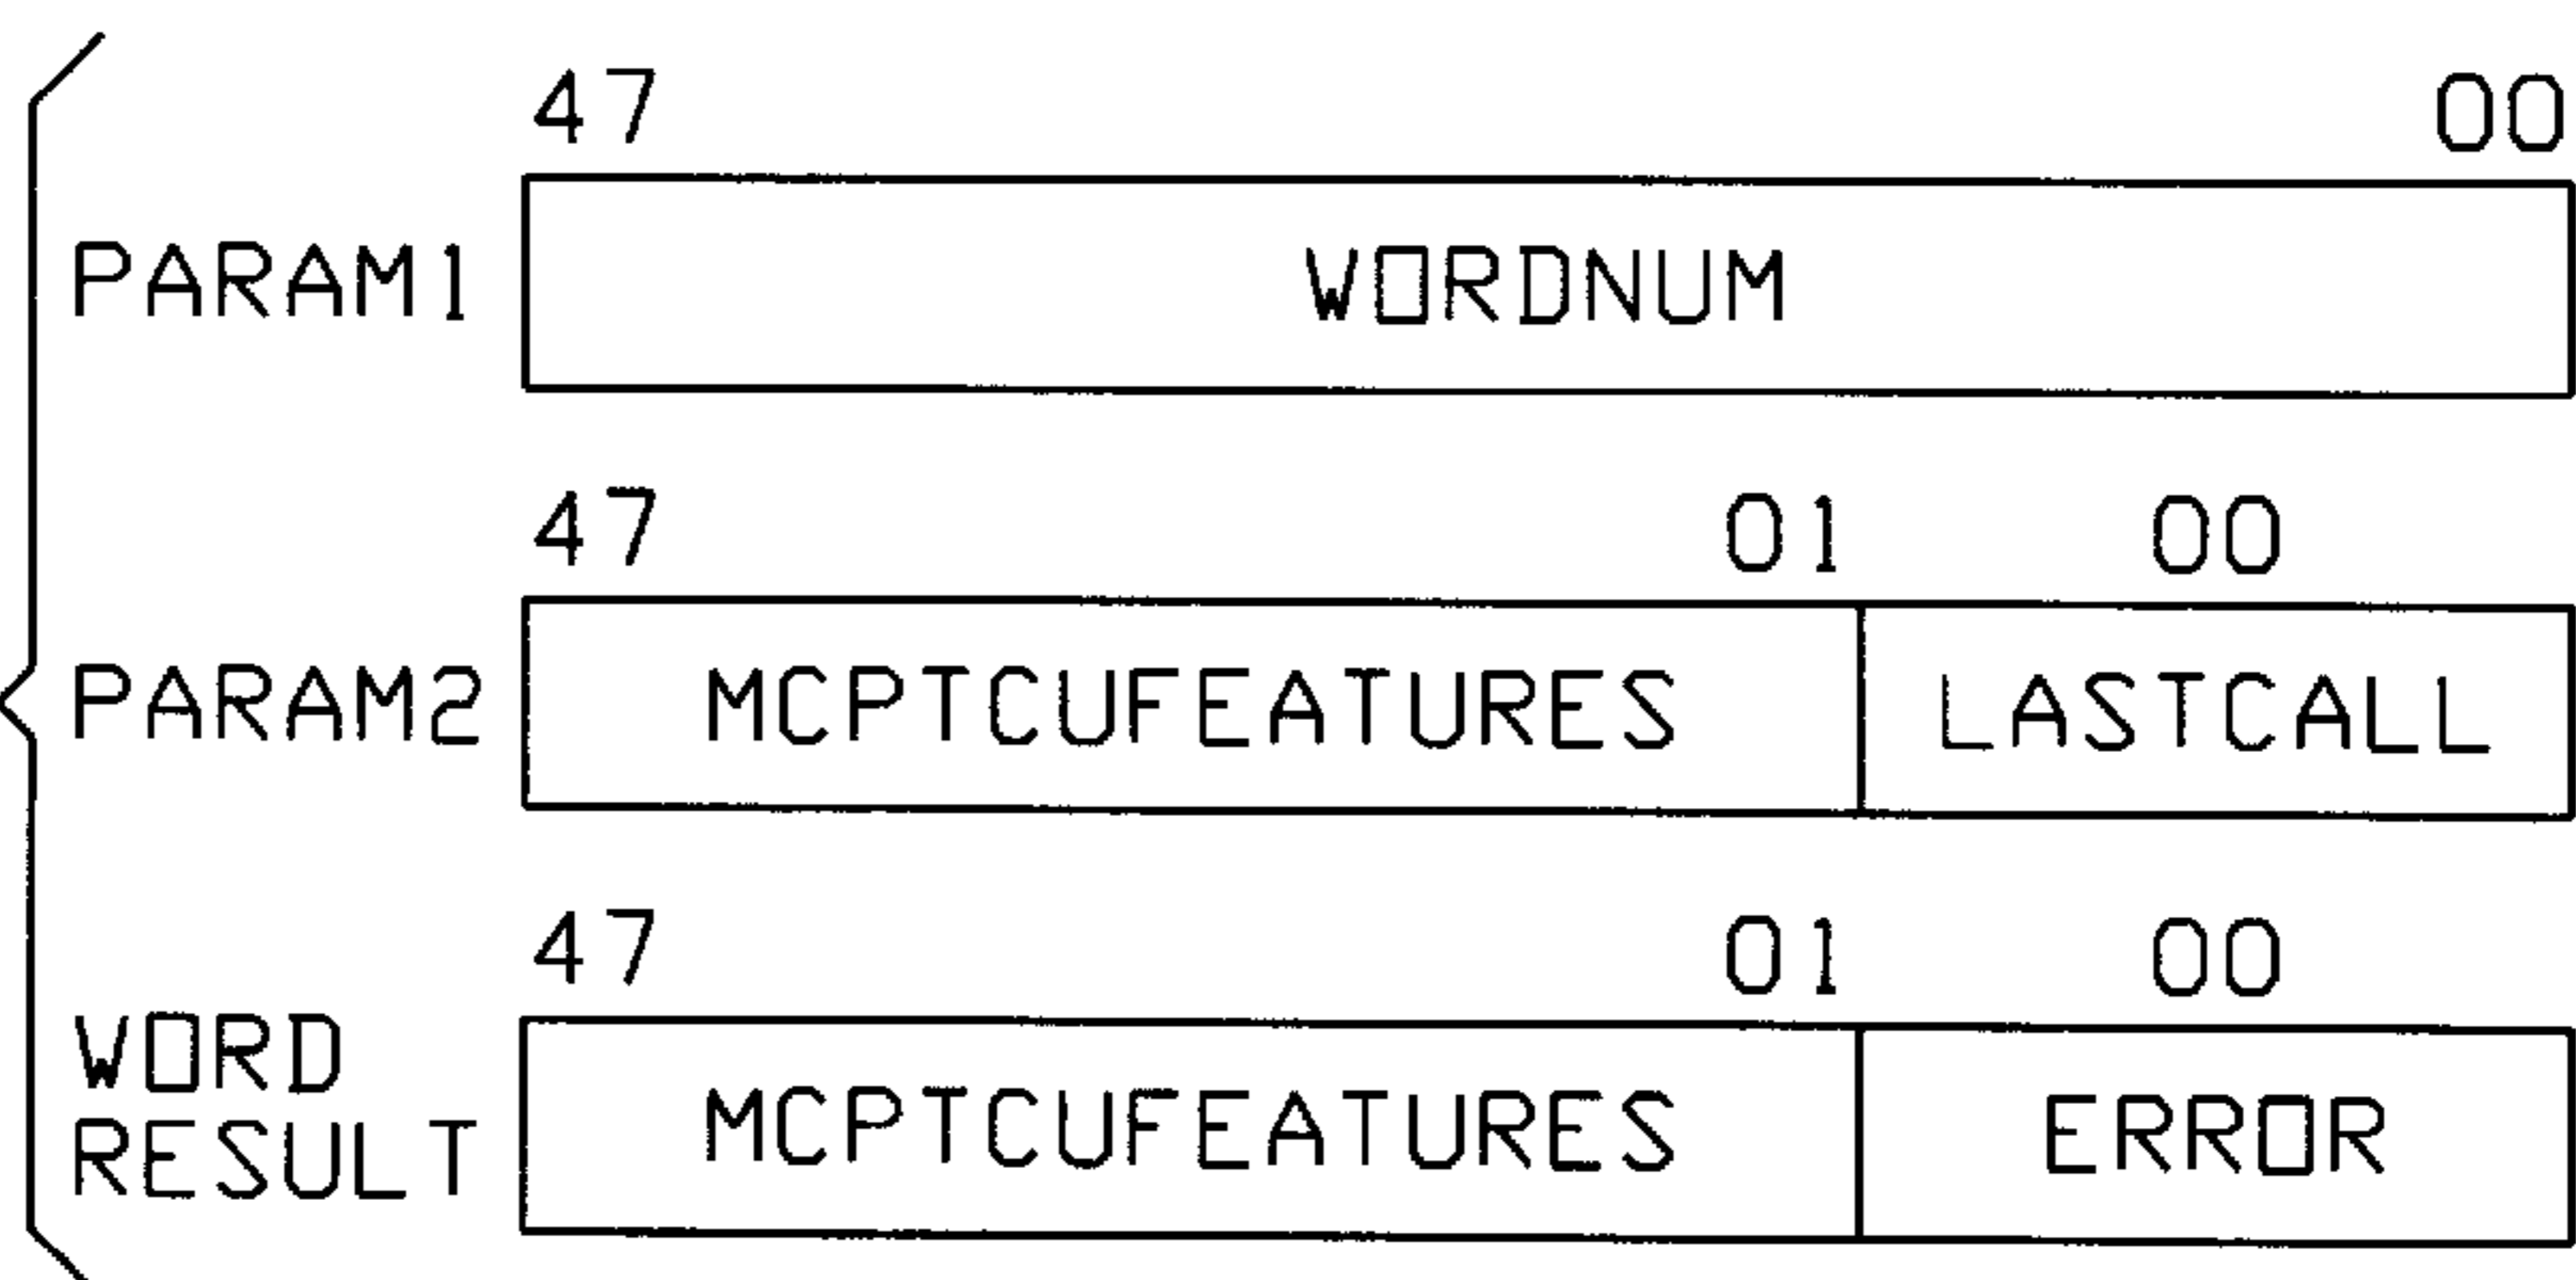 47 00
PARAM1 WORDNUM
47 01 00
PARAM2 MCPTCUFEATURES LASTCALL
47 01 00
WORD
RESULT MCPTCUFEATURES ERROR